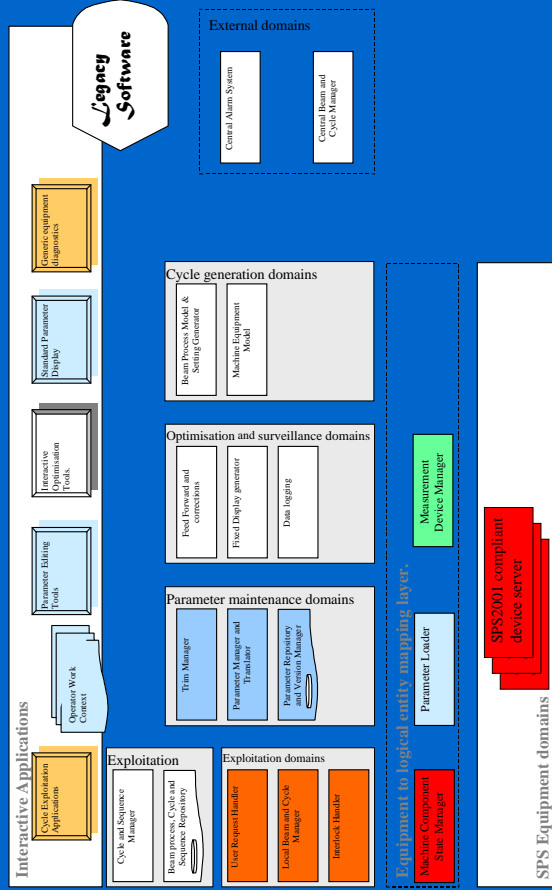 Interactive Applications
Legacy
Software
Cycle Exploitation
Applications
Operator Work
Context
Parameter Editing
Tools
Interactive
Optimisation
Tools.
Standard Parameter
Display
Generic equipment
diagnostics
External domains
Central Alarm System
Central Beam and
Cycle Manager
Exploitation
Cycle and Sequence
Manager
Beam process, Cycle and
Sequence Repository
Exploitation domains
User Request Handler
Local Beam and Cycle
Manager
Interlock Handler
Parameter maintenance domains
Trim Manager
Parameter Manager and
Translator
Parameter Repository
and Version Manager
Optimisation and surveillance domains
Feed Forward and
corrections
Fixed Display generator
Data logging
Cycle generation domains
Beam Process Model &
Setting Generator
Machine Equipment
Model
Equipment to logical entity mapping layer.
Machine Component
State Manager
Parameter Loader
Measurement
Device Manager
SPS Equipment domains
SPS2001 compliant
device server